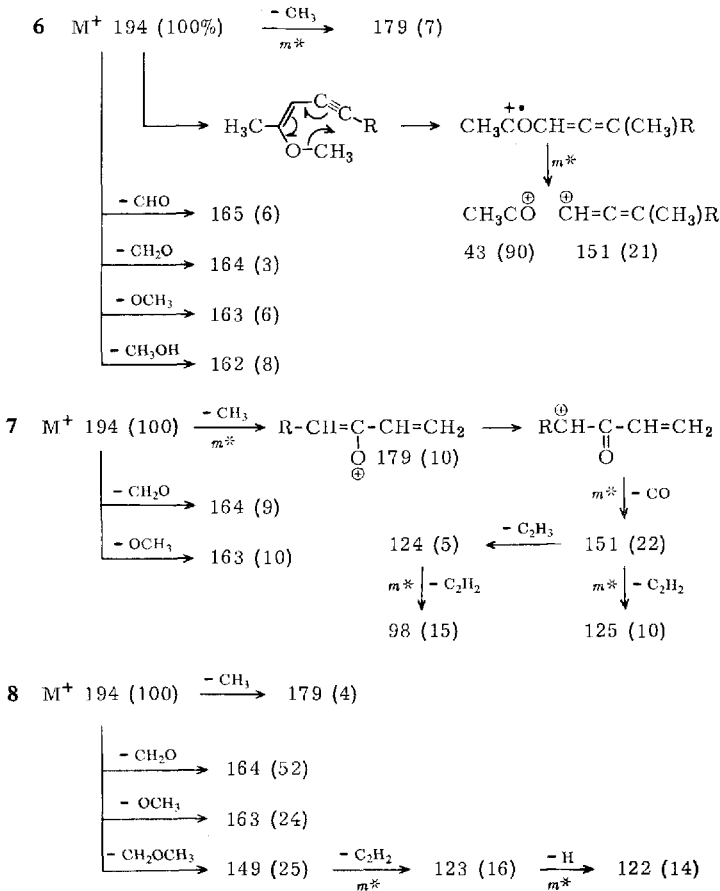 6 M⁺ 194 (100%) - CH₃ m* 179 (7)
H₃C C≡C-R O-CH₃ CH₃C⁺•OCH=C=C(CH₃)R
m*
- CHO 165 (6) CH₃CO⊕ ⊕CH=C=C(CH₃)R
- CH₂O 164 (3) 43 (90) 151 (21)
- OCH₃ 163 (6)
- CH₃OH 162 (8)
7 M⁺ 194 (100) - CH₃ m* R-CH=C-CH=CH₂ RCH⊕-C-CH=CH₂
O⊕ 179 (10) O
- CH₂O 164 (9) m* - CO
- OCH₃ 163 (10) 124 (5) - C₂H₃ 151 (22)
m* - C₂H₂ m* - C₂H₂
98 (15) 125 (10)
8 M⁺ 194 (100) - CH₃ 179 (4)
- CH₂O 164 (52)
- OCH₃ 163 (24)
- CH₂OCH₃ 149 (25) - C₂H₂ m* 123 (16) - H m* 122 (14)